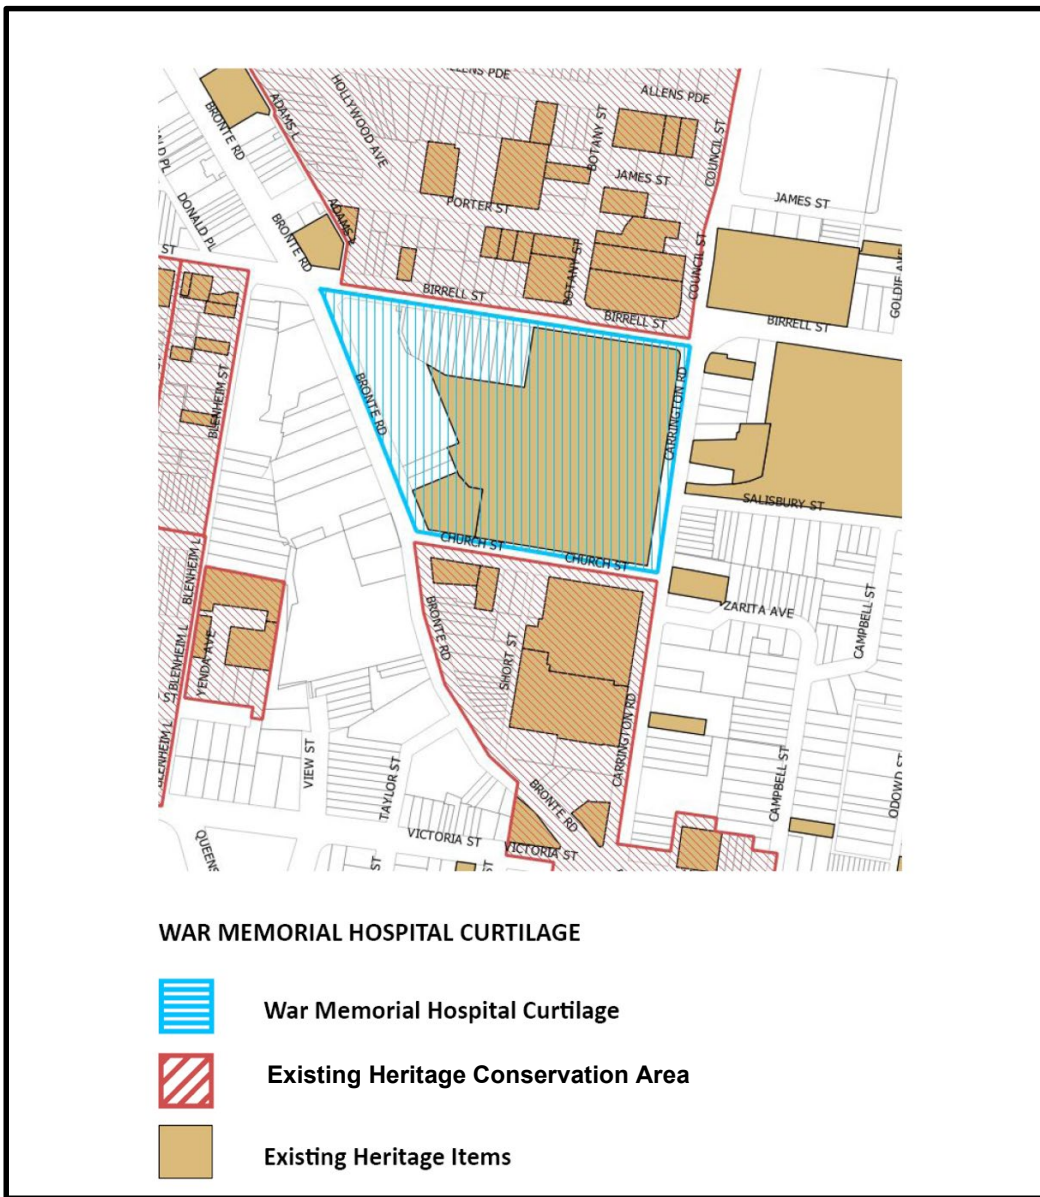 ALLENS PDE
HOLLYWOOD AVE
ADAMS L
BRONTE RD
BOTANY ST
COUNCIL ST
JAMES ST
JAMES ST
DONALD PL
PORTER ST
ADAMS L
BRONTE RD
ST
BOTANY ST
COUNCIL ST
GOLDIE AVE
BIRRELL ST
BIRRELL ST
BIRRELL ST
BLENHEIM ST
BRONTE RD
CARRINGTON RD
SALISBURY ST
CHURCH ST
CHURCH ST
BLENHEIM L
BRONTE RD
ZARITA AVE
CAMPBELL ST
YENDA AVE
BLENHEIM L
SHORT ST
CARRINGTON RD
BLENHEIM L
VIEW ST
TAYLOR ST
BRONTE RD
CAMPBELL ST
ODOWD ST
VICTORIA ST
VICTORIA ST
QUEENS
ST
ST
WAR MEMORIAL HOSPITAL CURTILAGE
War Memorial Hospital Curtilage
Existing Heritage Conservation Area
Existing Heritage Items